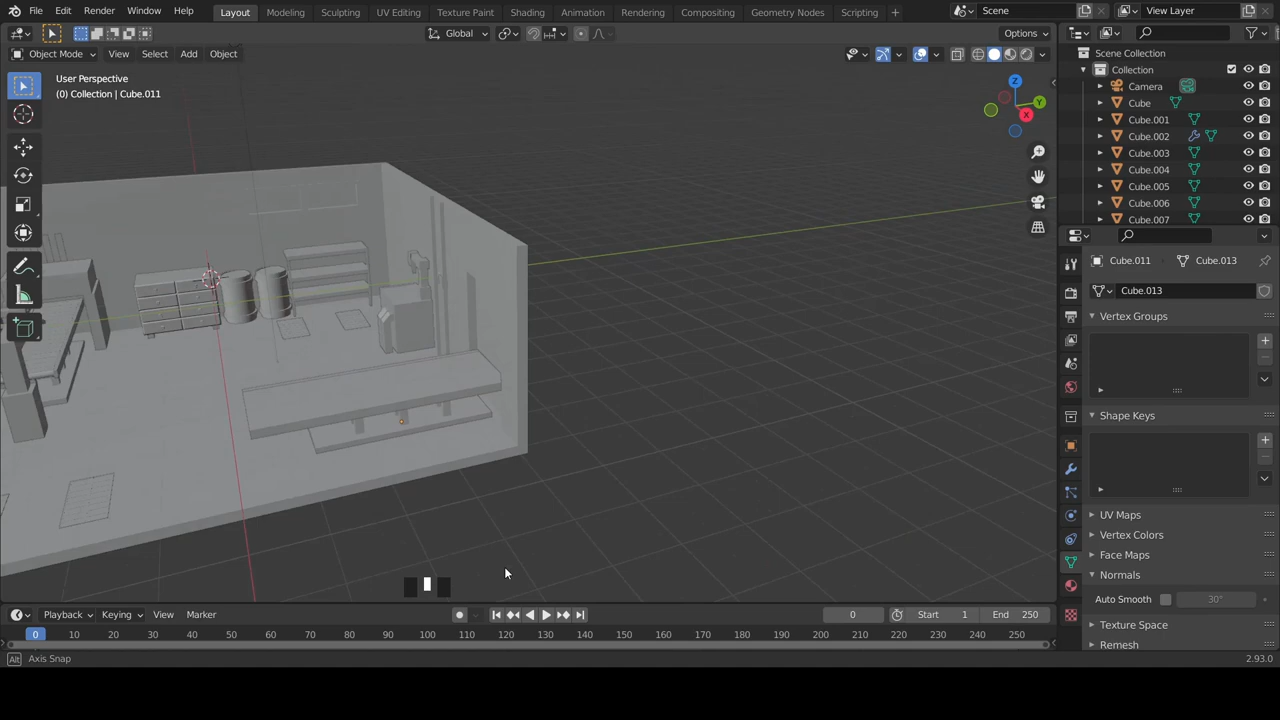 File Edit Render Window Help Layout Modeling Sculpting UV Editing Texture Paint Shading Animation Rendering Compositing Geometry Nodes Scripting + Scene View Layer
Global Options
Object Mode View Select Add Object
User Perspective
(0) Collection | Cube.011
Z
Y
X
Scene Collection
Collection
Camera
Cube
Cube.001
Cube.002
Cube.003
Cube.004
Cube.005
Cube.006
Cube.007
Cube.011 Cube.013
Cube.013
Vertex Groups
Shape Keys
UV Maps
Vertex Colors
Face Maps
Normals
Auto Smooth 30°
Texture Space
Remesh
Playback Keying View Marker 0 Start 1 End 250
0 10 20 30 40 50 60 70 80 90 100 110 120 130 140 150 160 170 180 190 200 210 220 230 240 250
Alt Axis Snap 2.93.0